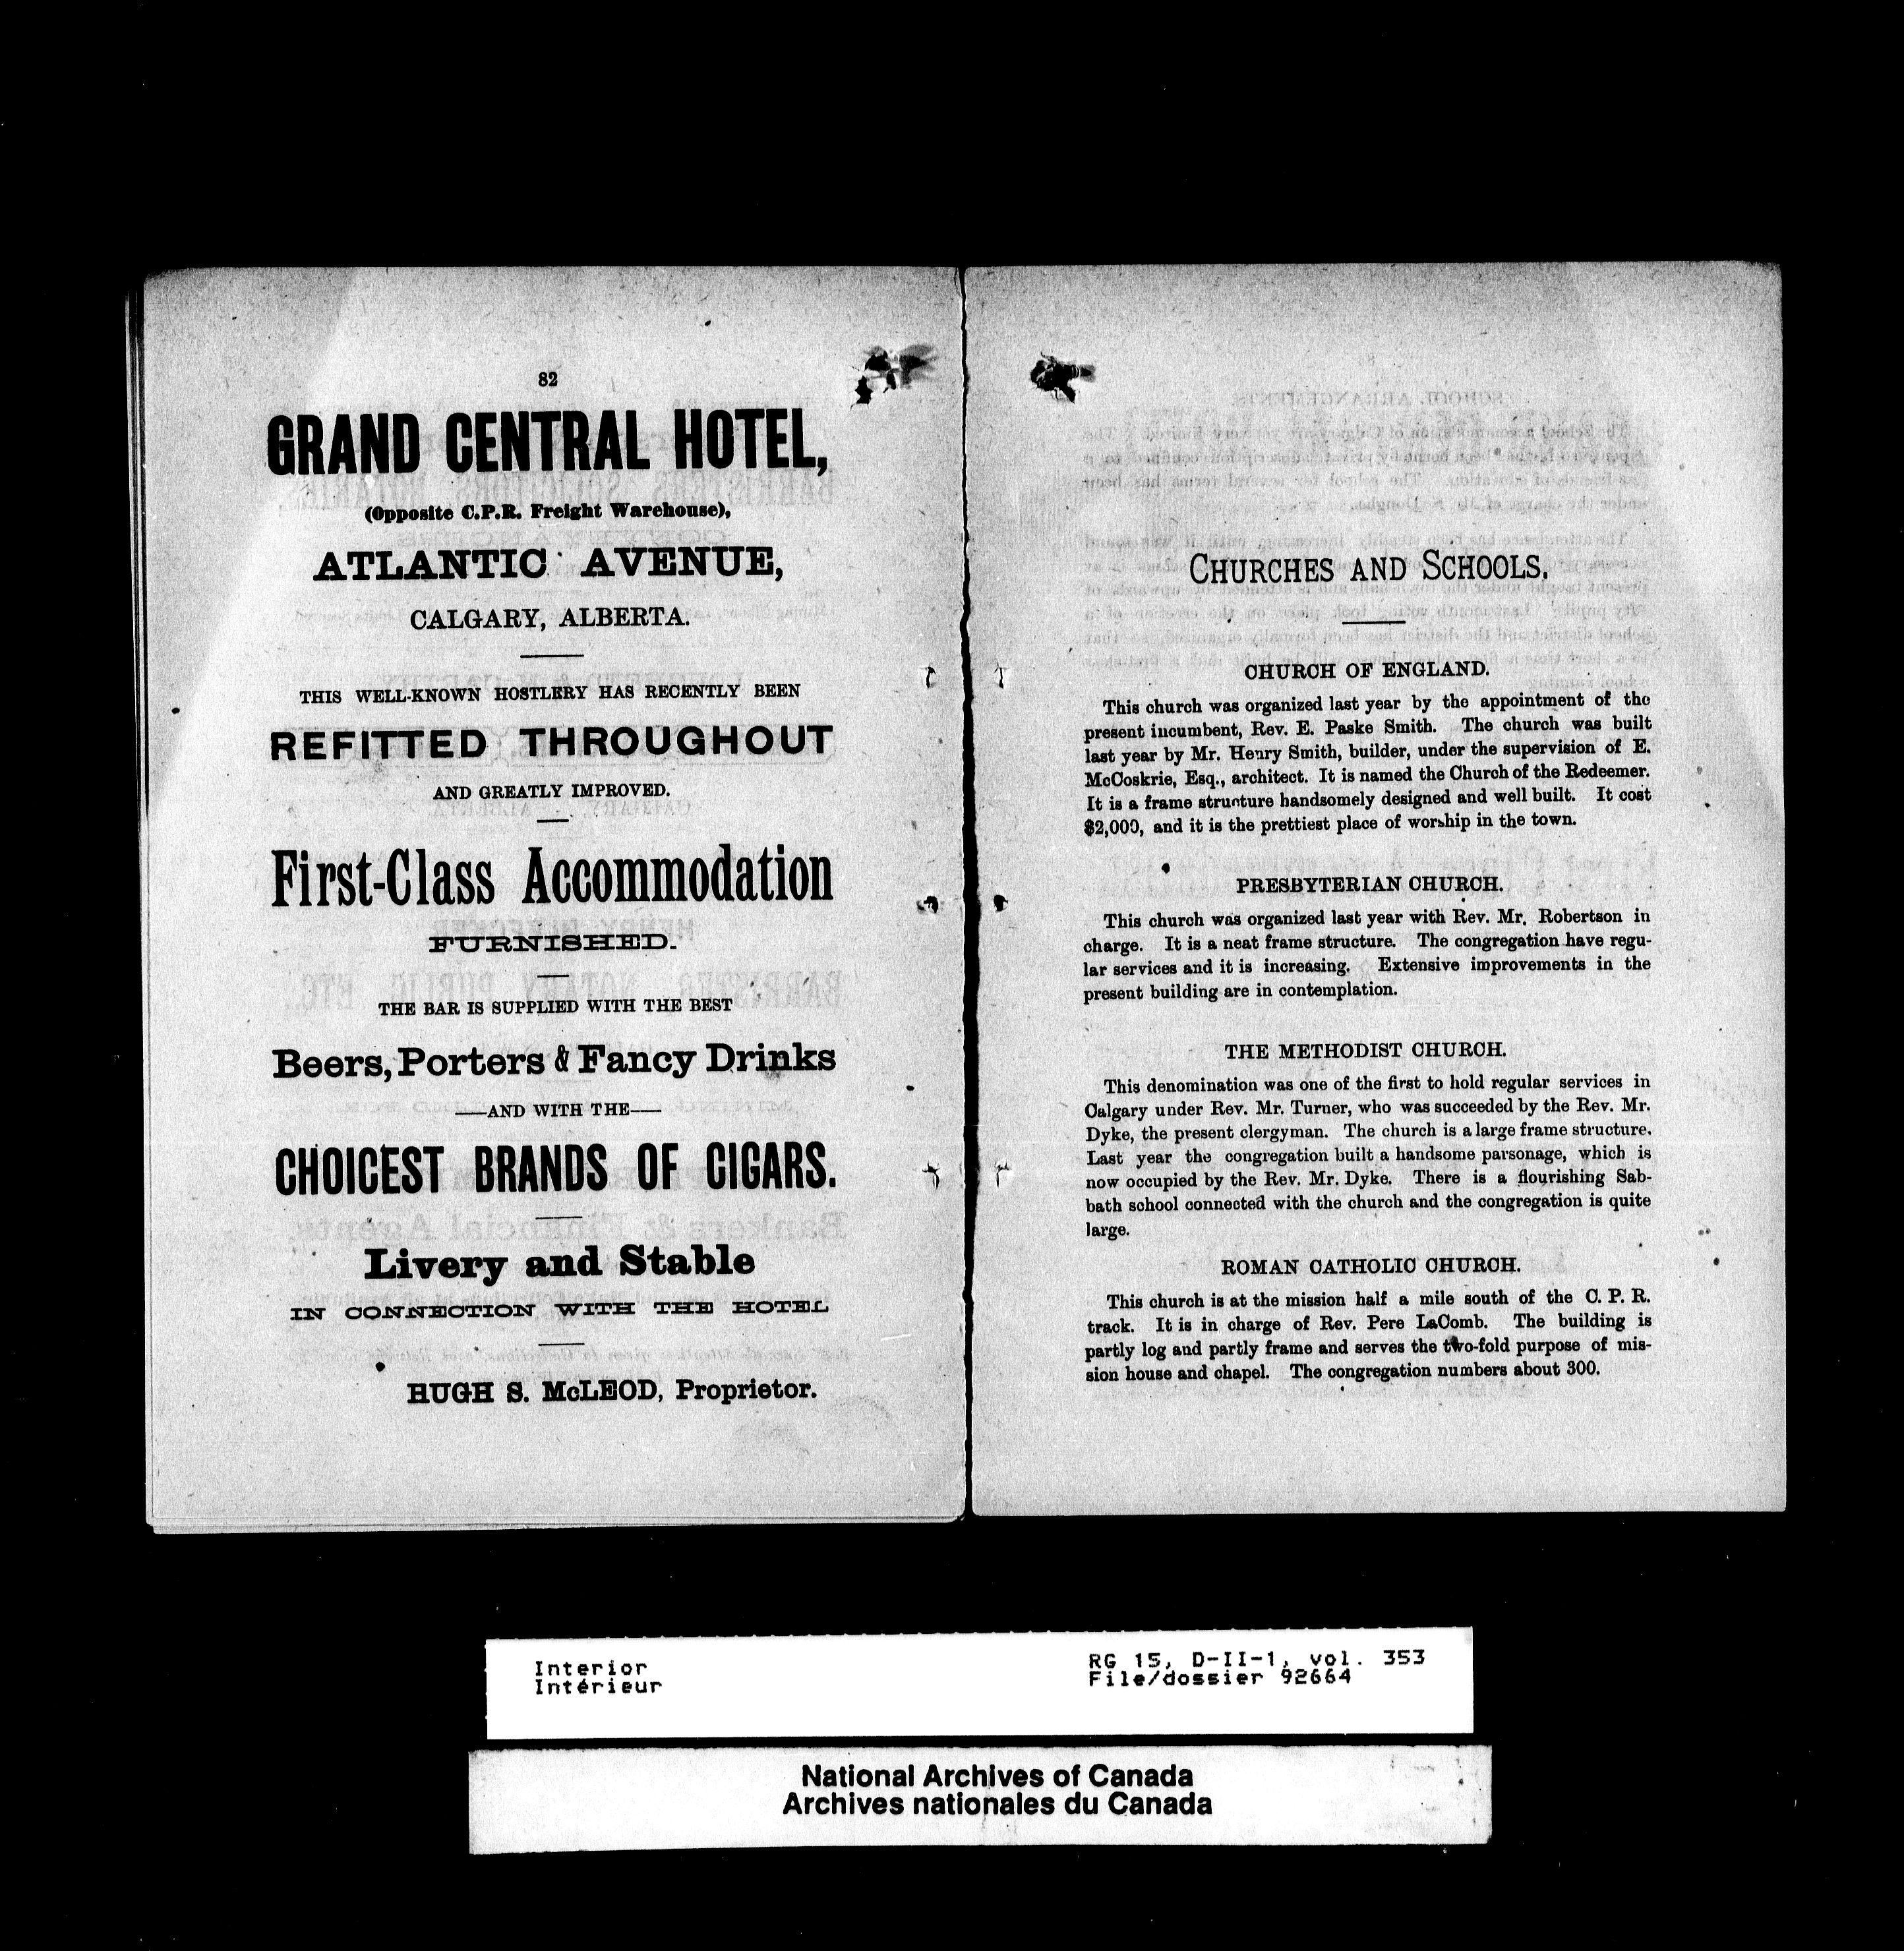 82
GRAND CENTRAL HOTEL,
(Opposite C.P.R. Freight Warehouse),
ATLANTIC AVENUE,
CALGARY, ALBERTA.
THIS WELL-KNOWN HOSTLERY HAS RECENTLY BEEN
REFITTED THROUGHOUT
AND GREATLY IMPROVED.
First-Class Accommodation
FURNISHED.
THE BAR IS SUPPLIED WITH THE BEST
Beers, Porters & Fancy Drinks
—AND WITH THE—
CHOICEST BRANDS OF CIGARS.
Livery and Stable
IN CONNECTION WITH THE HOTEL
HUGH S. McLEOD, Proprietor.
CHURCHES AND SCHOOLS.
CHURCH OF ENGLAND.
This church was organized last year by the appointment of the
present incumbent, Rev. E. Paske Smith. The church was built
last year by Mr. Henry Smith, builder, under the supervision of E.
McCoskrie, Esq., architect. It is named the Church of the Redeemer.
It is a frame structure handsomely designed and well built. It cost
$2,000, and it is the prettiest place of worship in the town.
PRESBYTERIAN CHURCH.
This church was organized last year with Rev. Mr. Robertson in
charge. It is a neat frame structure. The congregation have regu-
lar services and it is increasing. Extensive improvements in the
present building are in contemplation.
THE METHODIST CHURCH.
This denomination was one of the first to hold regular services in
Calgary under Rev. Mr. Turner, who was succeeded by the Rev. Mr.
Dyke, the present clergyman. The church is a large frame structure.
Last year the congregation built a handsome parsonage, which is
now occupied by the Rev. Mr. Dyke. There is a flourishing Sab-
bath school connected with the church and the congregation is quite
large.
ROMAN CATHOLIC CHURCH.
This church is at the mission half a mile south of the C. P. R.
track. It is in charge of Rev. Pere LaComb. The building is
partly log and partly frame and serves the two-fold purpose of mis-
sion house and chapel. The congregation numbers about 300.
Interior
Intérieur
RG 15, D-II-1, vol. 353
File/dossier 92664
National Archives of Canada
Archives nationales du Canada